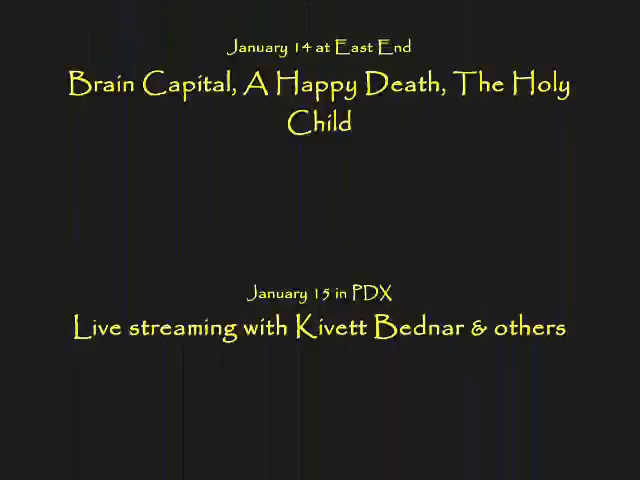 January 14 at East End
Brain Capital, A Happy Death, The Holy
Child
January 15 in PDX
Live streaming with Kivett Bednar & others